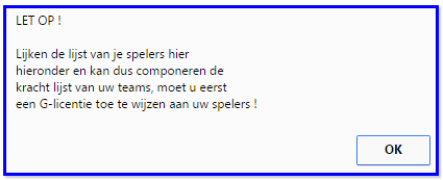 LET OP !
Lijken de lijst van je spelers hier
hieronder en kan dus componeren de
kracht lijst van uw teams, moet u eerst
een G-licentie toe te wijzen aan uw spelers !
OK